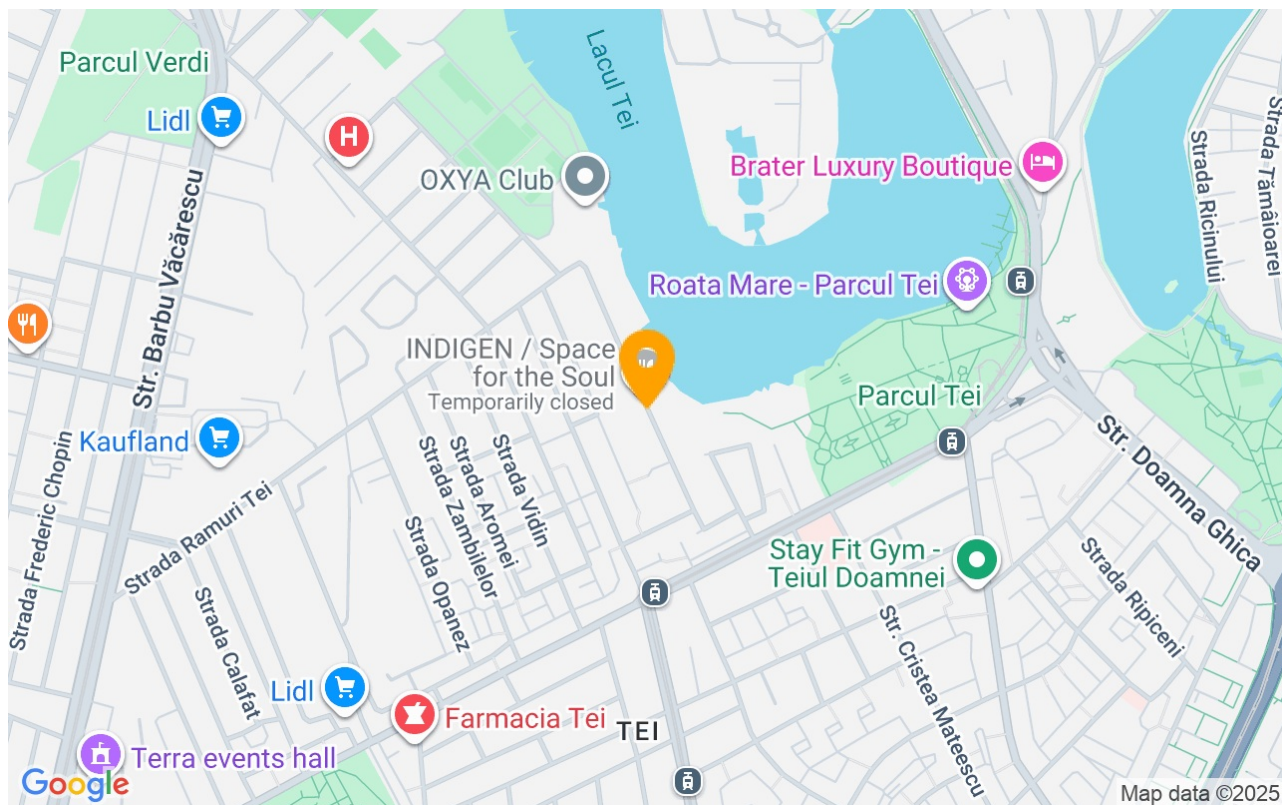 Parcul Verdi
Lidl
Lacul Tei
OXYA Club
Brater Luxury Boutique
Strada Ricinului
Strada Tămâioarei
Str. Barbu Văcărescu
Roata Mare - Parcul Tei
INDIGEN / Space
for the Soul
Temporarily closed
Parcul Tei
Kaufland
Strada Frederic Chopin
Strada Ramuri Tei
Strada Vidin
Strada Aromei
Strada Zambilelor
Strada Opanez
Str. Doamna Ghica
Stay Fit Gym -
Teiul Doamnei
Strada Ripiceni
Strada Calafat
Str. Cristea Mateescu
Lidl
Farmacia Tei
TEI
Terra events hall
Google
Map data ©2025
H